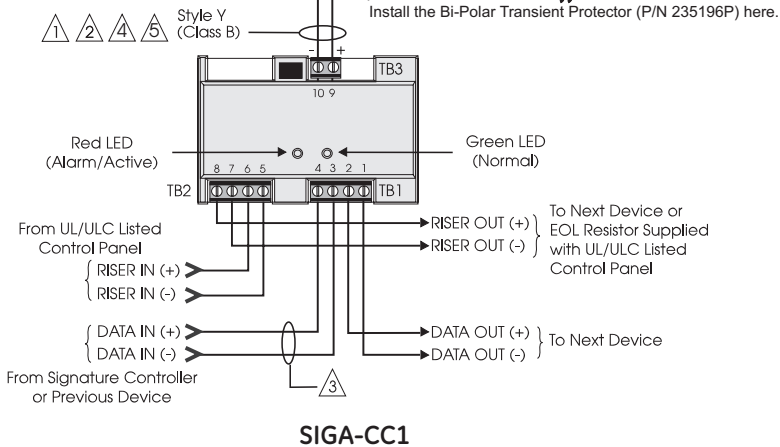 Install the Bi-Polar Transient Protector (P/N 235196P) here.
Style Y
1 2 4 5 (Class B)
- +
TB3
10 9
Red LED
(Alarm/Active)
Green LED
(Normal)
8 7 6 5 4 3 2 1
TB2 TB1
From UL/ULC Listed
Control Panel
RISER IN (+)
RISER IN (-)
RISER OUT (+)
RISER OUT (-)
To Next Device or
EOL Resistor Supplied
with UL/ULC Listed
Control Panel
DATA IN (+)
DATA IN (-)
DATA OUT (+)
DATA OUT (-)
To Next Device
From Signature Controller
or Previous Device
3
SIGA-CC1